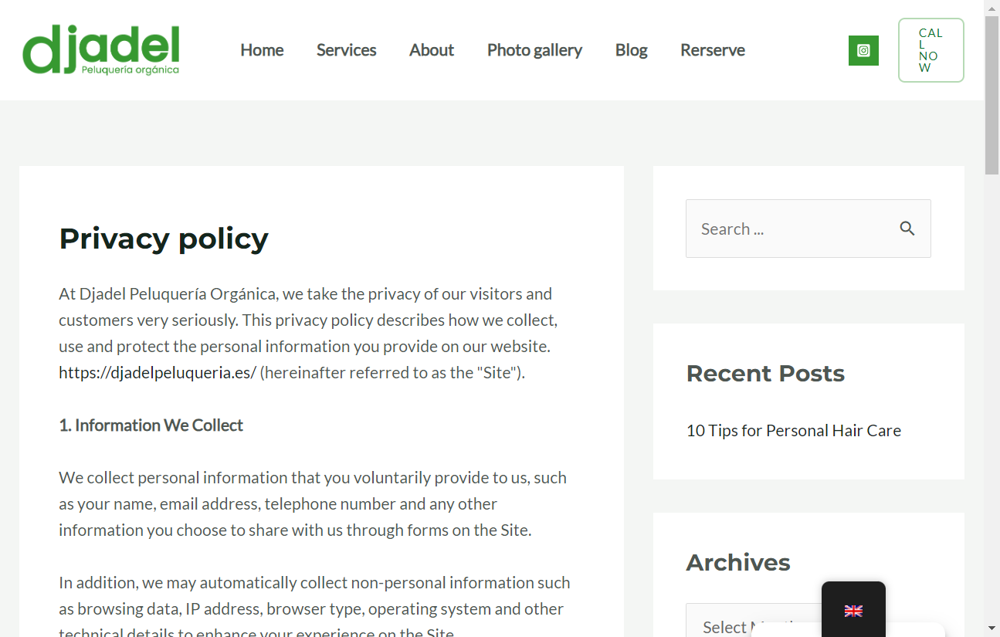 djadel
Peluquería orgánica
Home
Services
About
Photo gallery
Blog
Rerserve
CAL
L
NO
W
Privacy policy
At Djadel Peluquería Orgánica, we take the privacy of our visitors and
customers very seriously. This privacy policy describes how we collect,
use and protect the personal information you provide on our website.
https://djadelpeluqueria.es/ (hereinafter referred to as the "Site").
1. Information We Collect
We collect personal information that you voluntarily provide to us, such
as your name, email address, telephone number and any other
information you choose to share with us through forms on the Site.
In addition, we may automatically collect non-personal information such
as browsing data, IP address, browser type, operating system and other
technical details to enhance your experience on the Site.
Search ...
Recent Posts
10 Tips for Personal Hair Care
Archives
Select